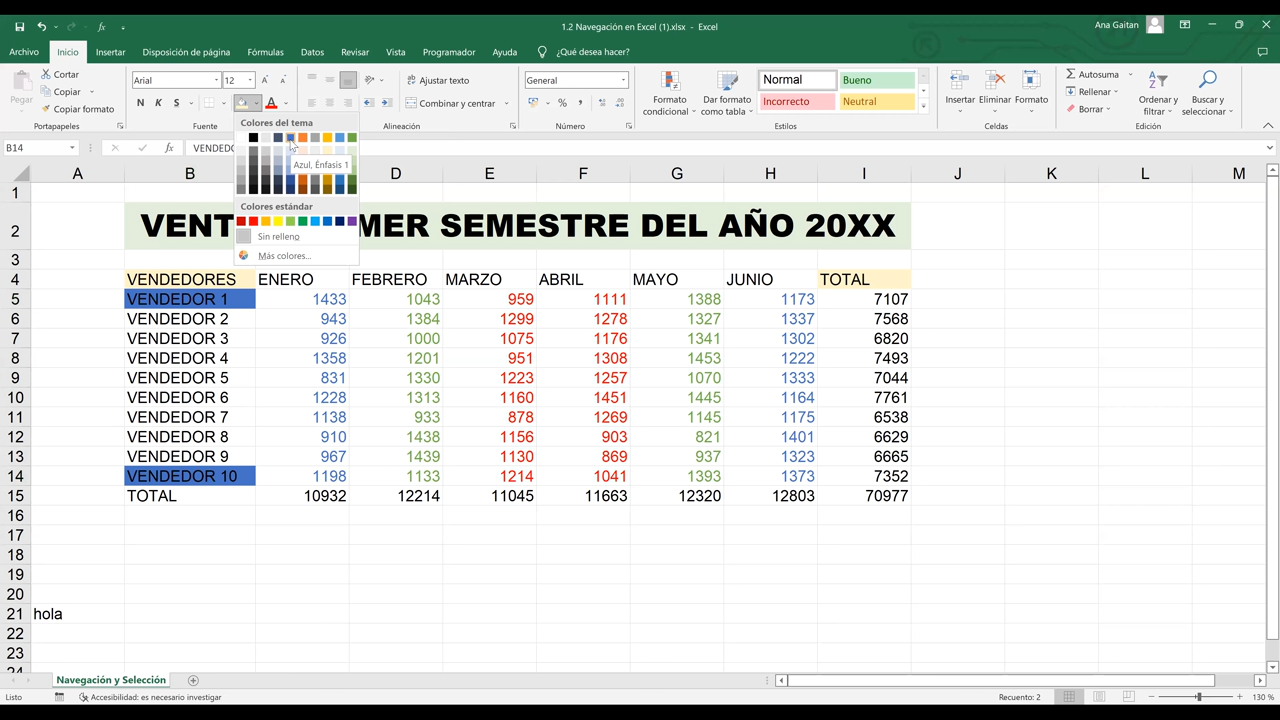 1.2 Navegación en Excel (1).xlsx - Excel
Ana Gaitan
Archivo Inicio Insertar Disposición de página Fórmulas Datos Revisar Vista Programador Ayuda ¿Qué desea hacer?
Pegar
Cortar
Copiar
Copiar formato
Portapapeles
Arial 12
N K S
Fuente
Ajustar texto
Combinar y centrar
Alineación
General
Número
Formato condicional
Dar formato como tabla
Normal Bueno
Incorrecto Neutral
Estilos
Insertar Eliminar Formato
Celdas
Autosuma
Rellenar
Borrar
Ordenar y filtrar
Buscar y seleccionar
Colores del tema
Azul, Énfasis 1
Colores estándar
Sin relleno
Más colores...
B14 fx VENDEDO
A B D E F G H I J K L M
1
2 VENT MER SEMESTRE DEL AÑO 20XX
3
4 VENDEDORES ENERO FEBRERO MARZO ABRIL MAYO JUNIO TOTAL
5 VENDEDOR 1 1433 1043 959 1111 1388 1173 7107
6 VENDEDOR 2 943 1384 1299 1278 1327 1337 7568
7 VENDEDOR 3 926 1000 1075 1176 1341 1302 6820
8 VENDEDOR 4 1358 1201 951 1308 1453 1222 7493
9 VENDEDOR 5 831 1330 1223 1257 1070 1333 7044
10 VENDEDOR 6 1228 1313 1160 1451 1445 1164 7761
11 VENDEDOR 7 1138 933 878 1269 1145 1175 6538
12 VENDEDOR 8 910 1438 1156 903 821 1401 6629
13 VENDEDOR 9 967 1439 1130 869 937 1323 6665
14 VENDEDOR 10 1198 1133 1214 1041 1393 1373 7352
15 TOTAL 10932 12214 11045 11663 12320 12803 70977
16
17
18
19
20
21 hola
22
23
24
Navegación y Selección
Listo Accesibilidad: es necesario investigar Recuento: 2 130 %